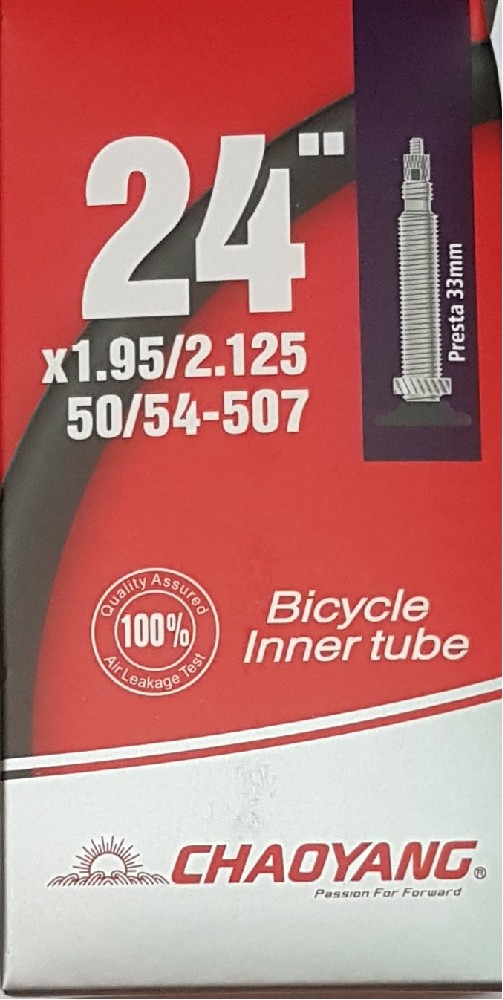 24"
x1.95/2.125
50/54-507
Presta 33mm
Quality Assured
100%
Air Leakage Test
Bicycle
Inner tube
CHAOYANG®
Passion For Forward